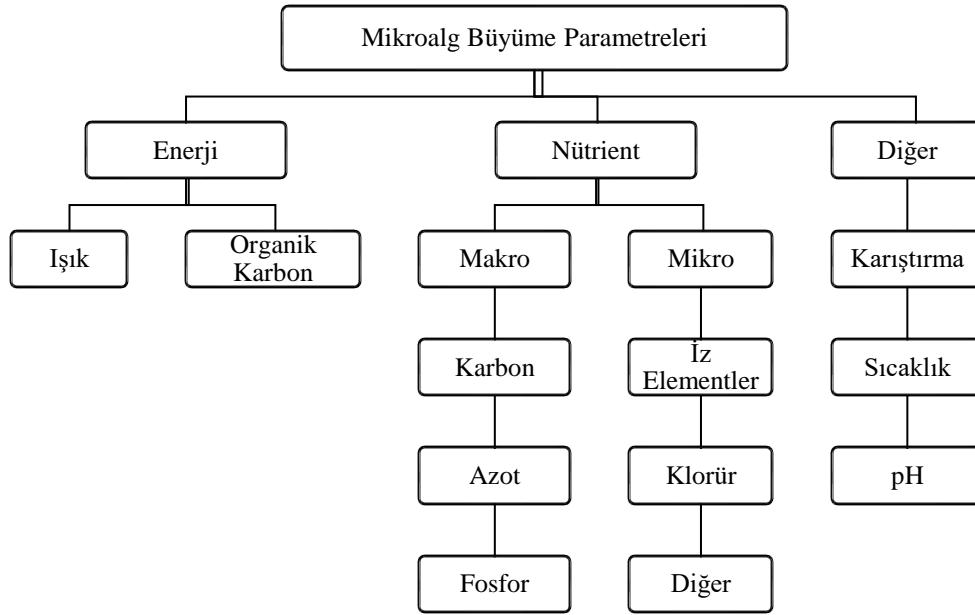 Mikroalg Büyüme Parametreleri
Enerji
Nütrient
Diğer
Işık
Organik
Karbon
Makro
Mikro
Karıştırma
Karbon
İz
Elementler
Sıcaklık
Azot
Klorür
pH
Fosfor
Diğer